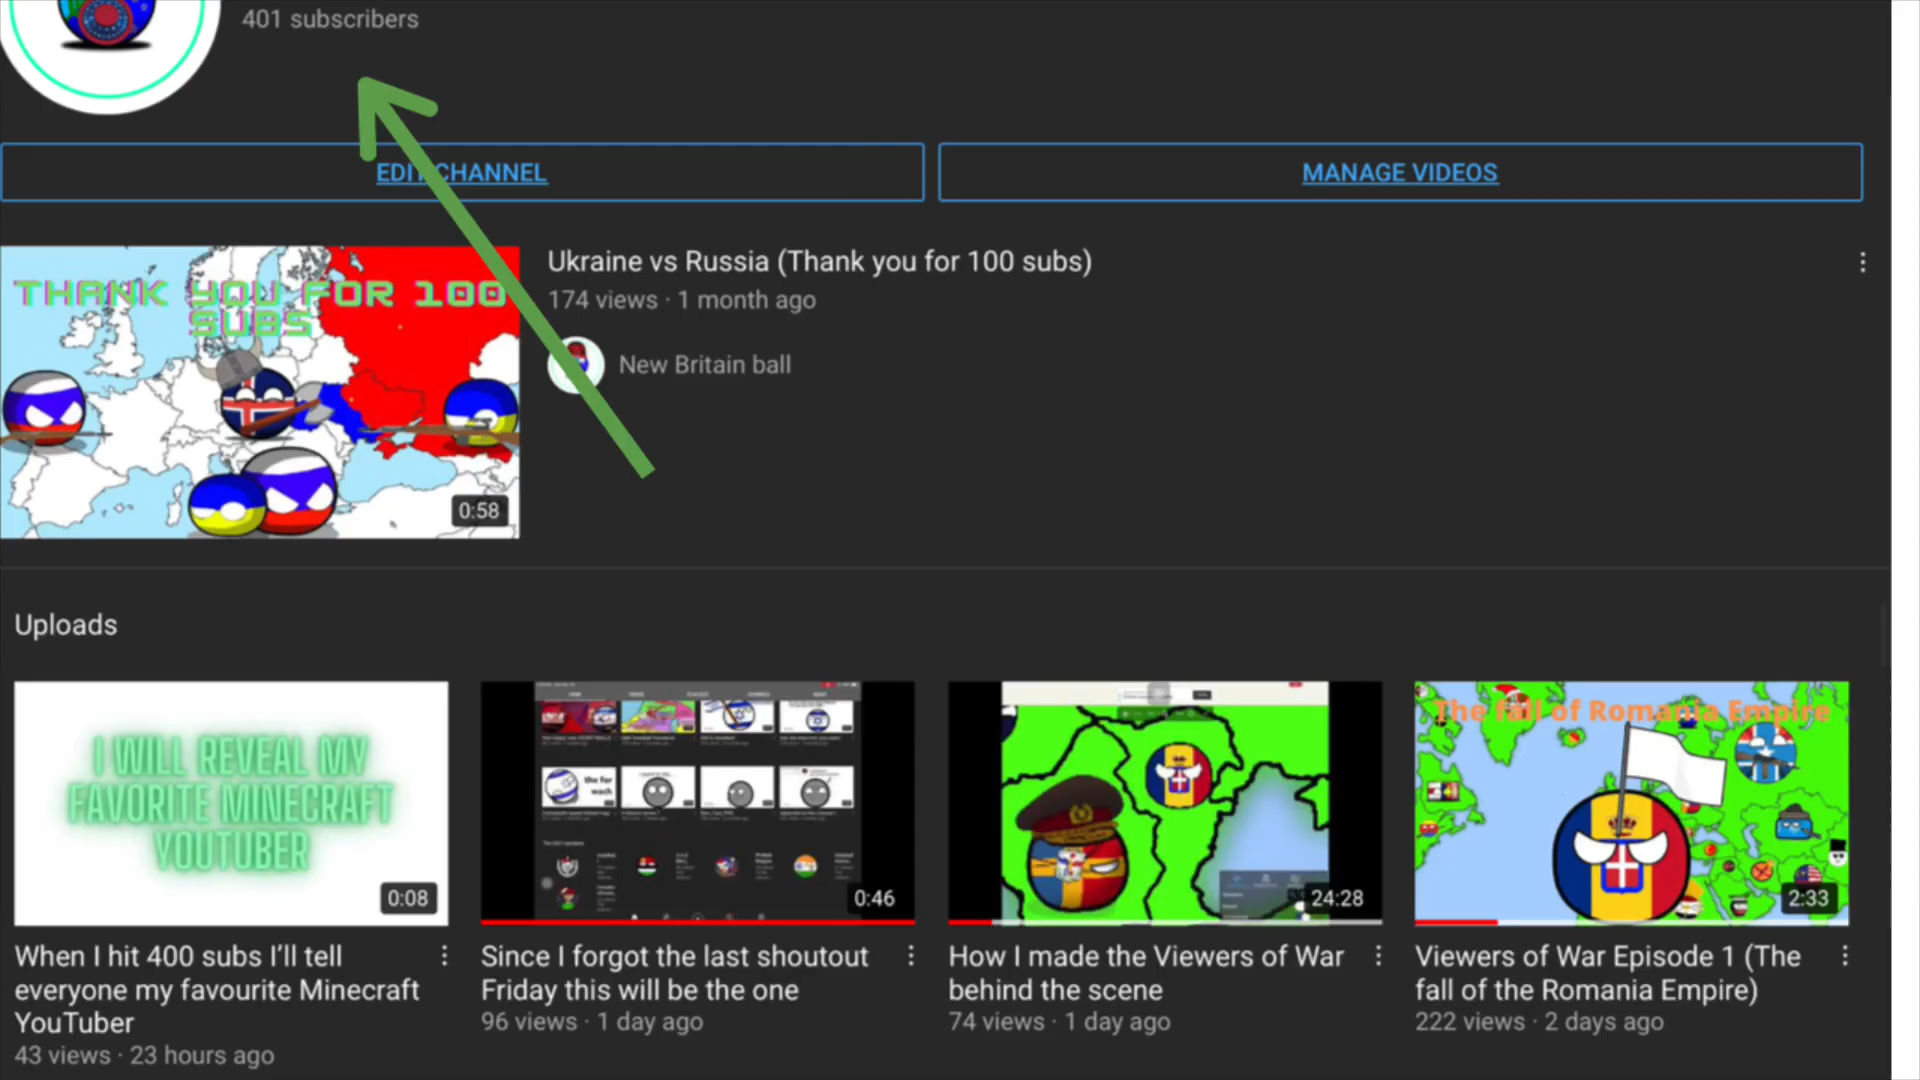 401 subscribers
EDIT CHANNEL
MANAGE VIDEOS
THANK YOU FOR 100
SUBS
0:58
Ukraine vs Russia (Thank you for 100 subs)
174 views · 1 month ago
New Britain ball
Uploads
I WILL REVEAL MY
FAVORITE MINECRAFT
YOUTUBER
0:08
When I hit 400 subs I’ll tell
everyone my favourite Minecraft
YouTuber
43 views · 23 hours ago
the for
wach
0:46
Since I forgot the last shoutout
Friday this will be the one
96 views · 1 day ago
24:28
How I made the Viewers of War
behind the scene
74 views · 1 day ago
The fall of Romania Empire
2:33
Viewers of War Episode 1 (The
fall of the Romania Empire)
222 views · 2 days ago